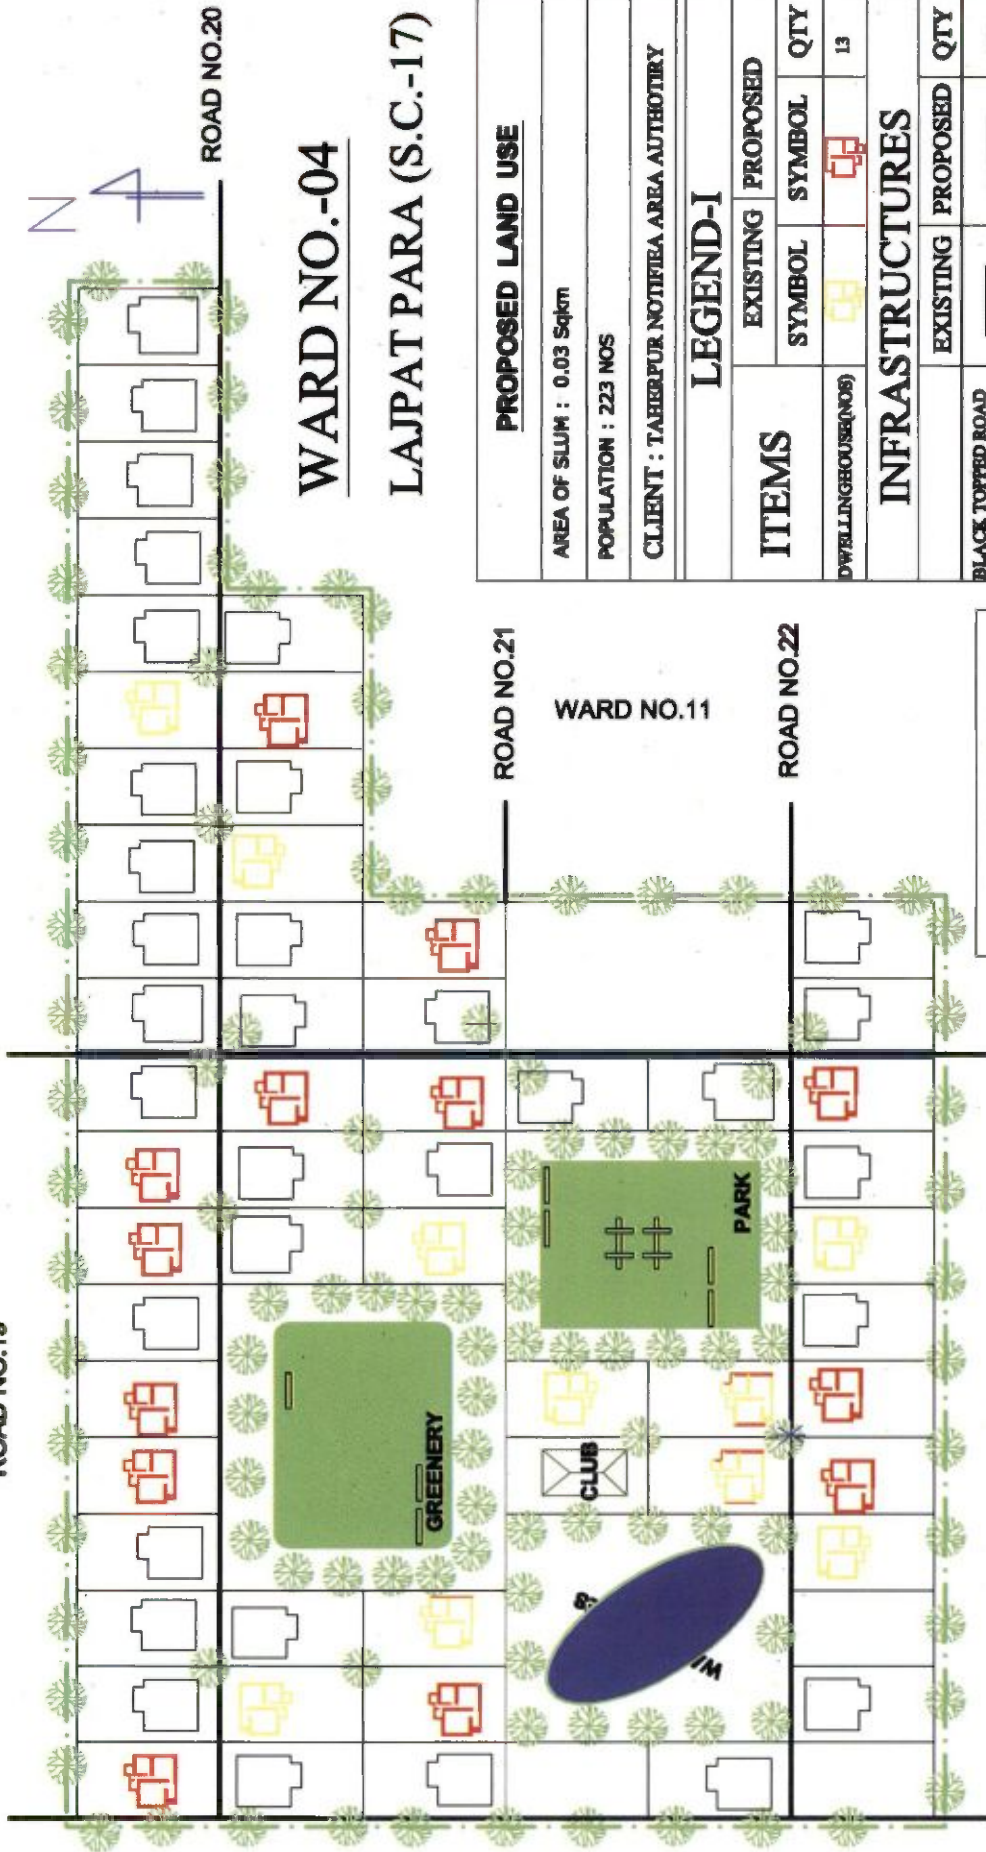 N
ROAD NO.20
WARD NO.-04
LAJPAT PARA (S.C.-17)
PROPOSED LAND USE
AREA OF SLUM : 0.03 Sqkm
POPULATION : 223 NOS
CLIENT : TAHERPUR NOTIFIRA AREA AUTHOTIRY
LEGEND-I
ITEMS EXISTING PROPOSED
SYMBOL SYMBOL QTY
DWELLINGHOUSE(NOS) 13
INFRASTRUCTURES
EXISTING PROPOSED QTY
BLACK TOPPED ROAD
ROAD NO.21
WARD NO.11
ROAD NO.22
GREENERY
PARK
CLUB